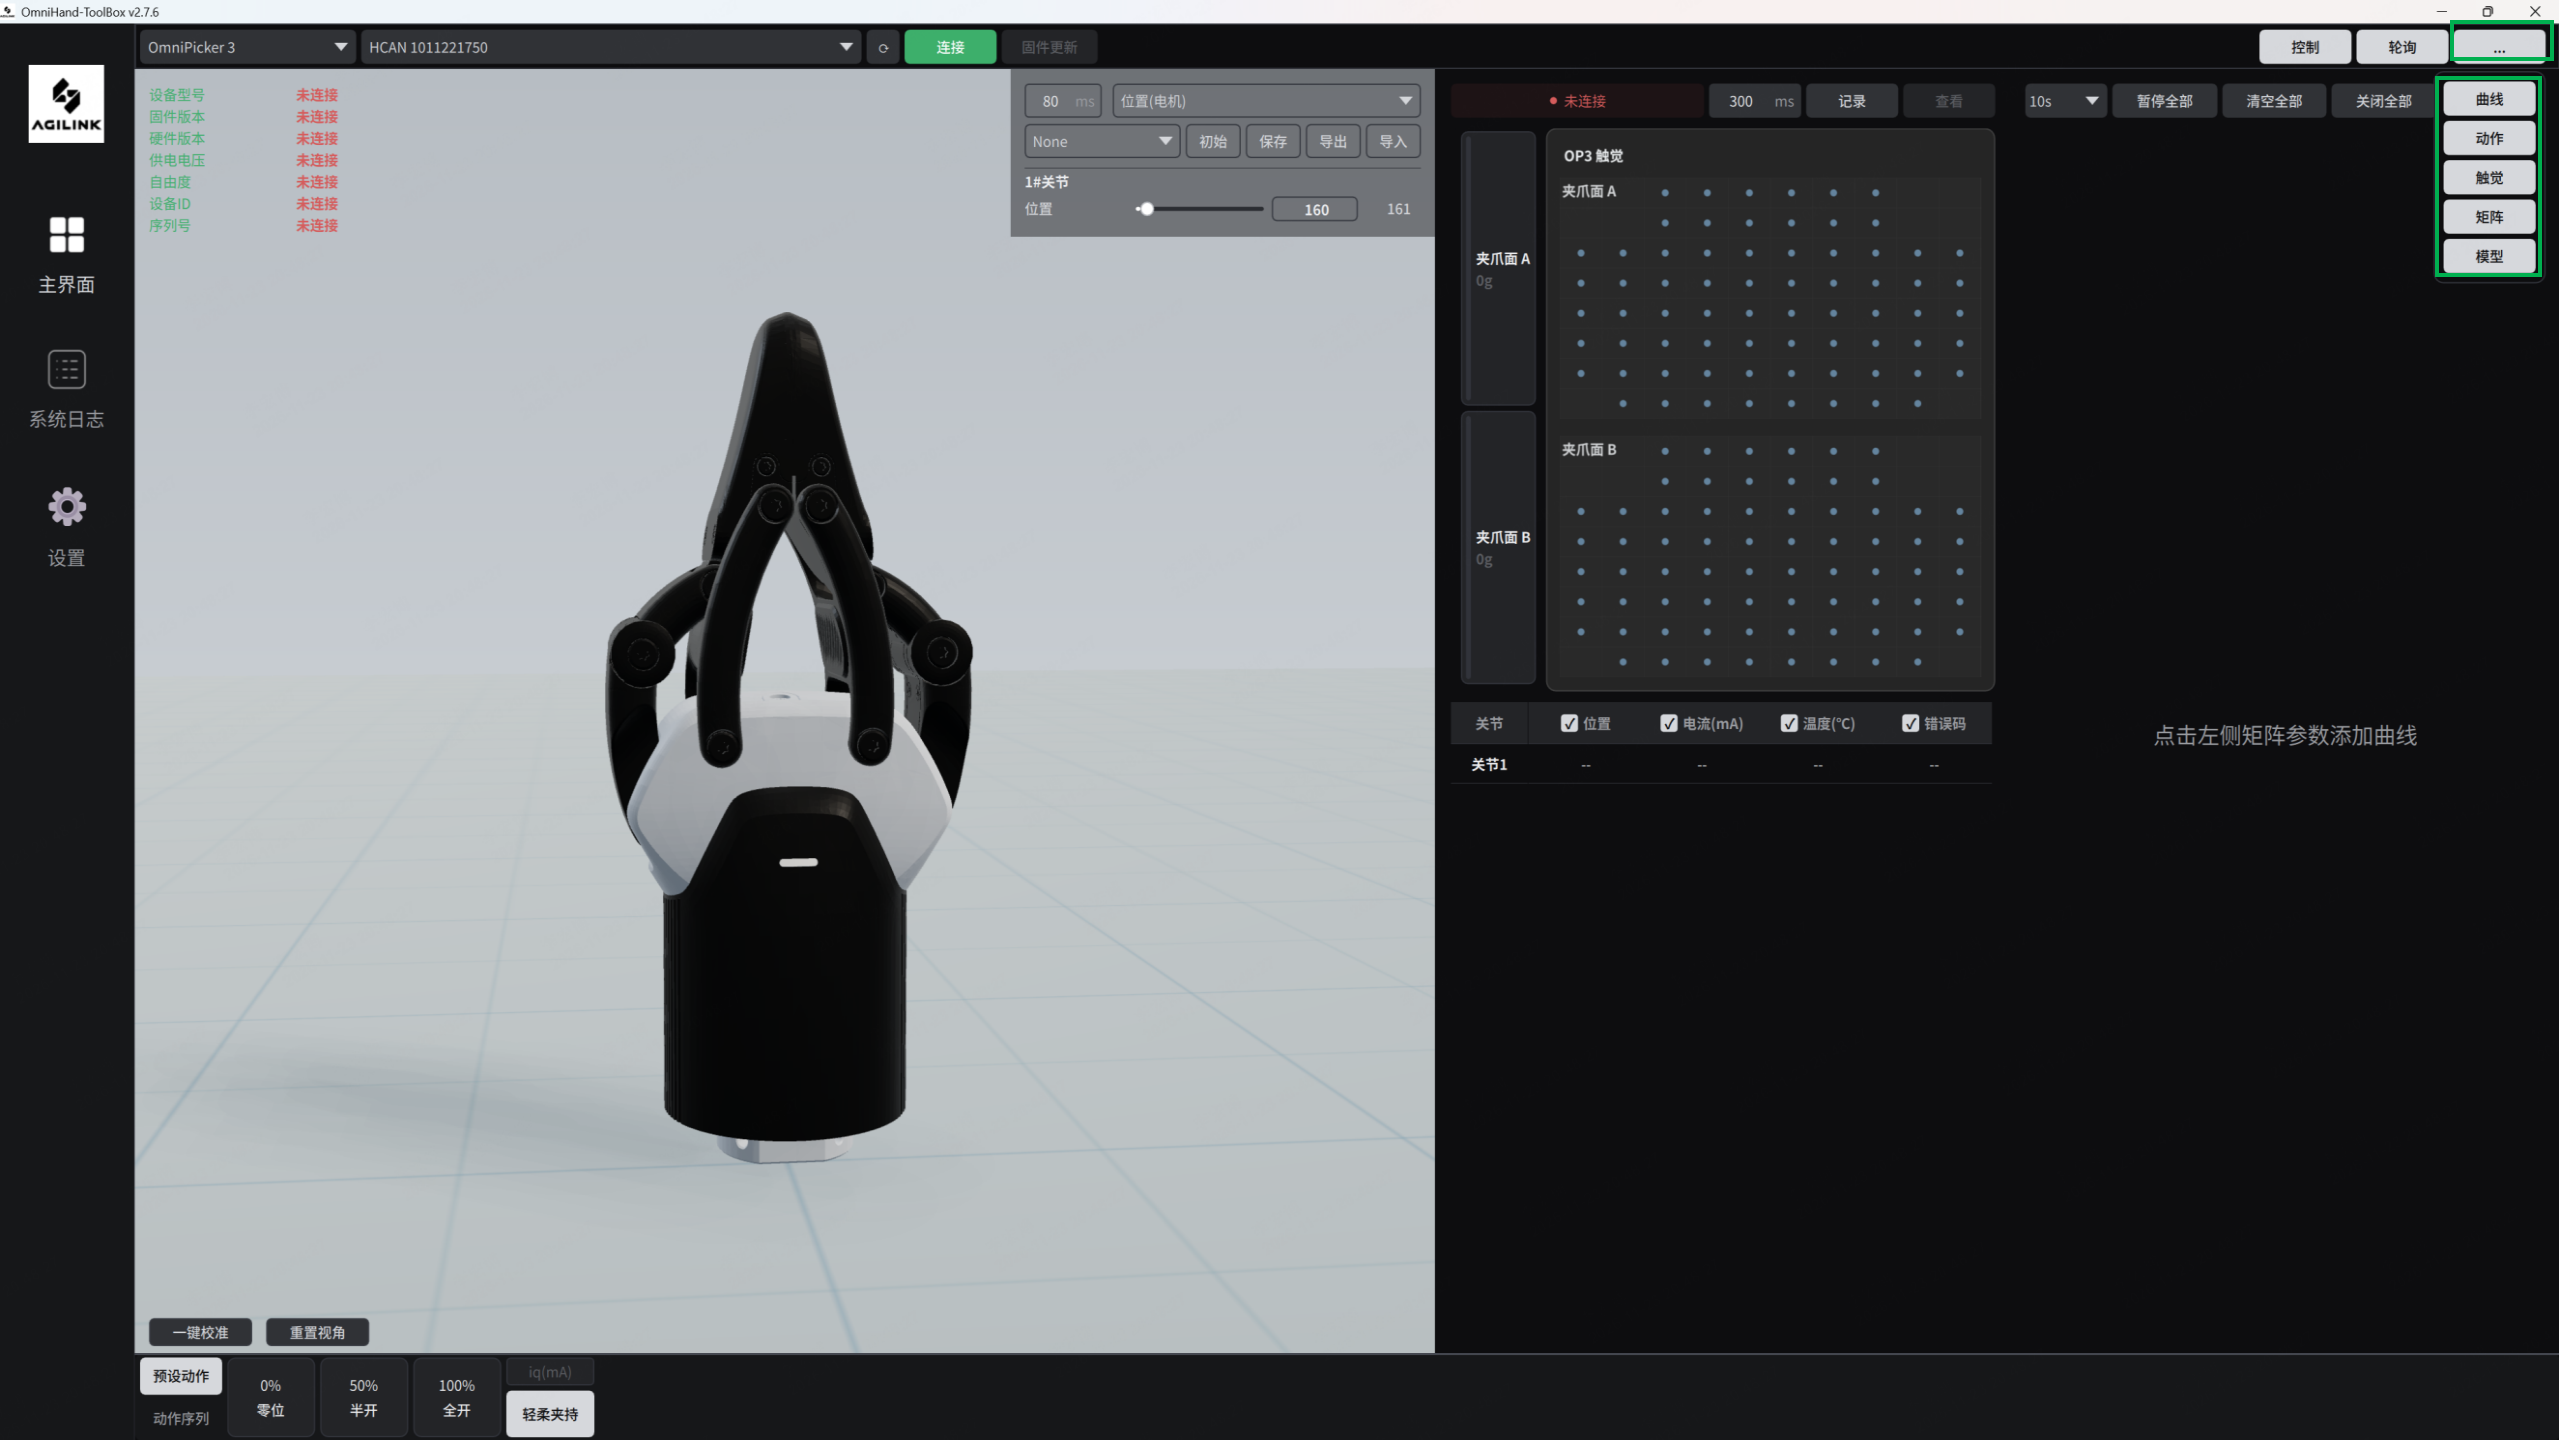 OmniHand-ToolBox v2.7.6
OmniPicker 3
HCAN 1011221750
连接
固件更新
控制
轮询
...
AGILINK
主界面
系统日志
设置
设备型号 未连接
固件版本 未连接
硬件版本 未连接
供电电压 未连接
自由度 未连接
设备ID 未连接
序列号 未连接
80 ms
位置(电机)
None
初始
保存
导出
导入
1#关节
位置 160 161
未连接
300 ms
记录
查看
10s
暂停全部
清空全部
关闭全部
曲线
动作
触觉
矩阵
模型
夹爪面 A
0g
夹爪面 B
0g
OP3 触觉
夹爪面 A
夹爪面 B
关节 位置 电流(mA) 温度(℃) 错误码
关节1 -- -- -- --
点击左侧矩阵参数添加曲线
一键校准
重置视角
预设动作
动作序列
0%
零位
50%
半开
100%
全开
iq(mA)
轻柔夹持